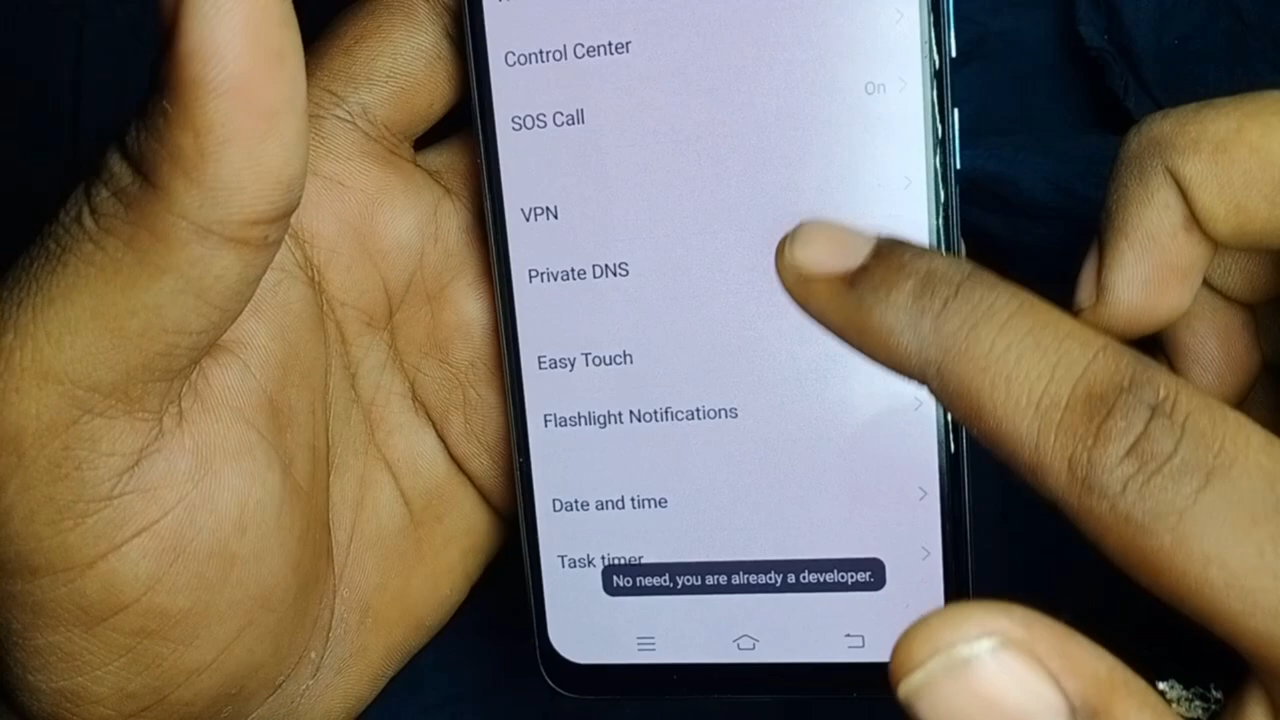 Control Center
On
SOS Call
VPN
Private DNS
Easy Touch
Flashlight Notifications
Date and time
Task timer
No need, you are already a developer.